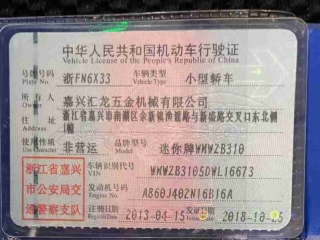 中华人民共和国机动车行驶证
Vehicle License of the People's Republic of China
号牌号码 浙FN6X33 车辆类型 小型轿车
Plate No. Vehicle Type
所有人 嘉兴汇龙五金机械有限公司
Owner
住址 浙江省嘉兴市南湖区余新镇渔通路与新盛路交叉口东北侧
Address 1幢
使用性质 非营运 品牌型号 迷你牌WMWZB310
Use Character Model
浙江省嘉兴市公安局交通警察支队
车辆识别代号 WMWZB3105DWL16673
VIN
发动机号码 A860J402N16B16A
Engine No.
注册日期 2013-04-15 发证日期 2018-10-25
Register Date Issue Date